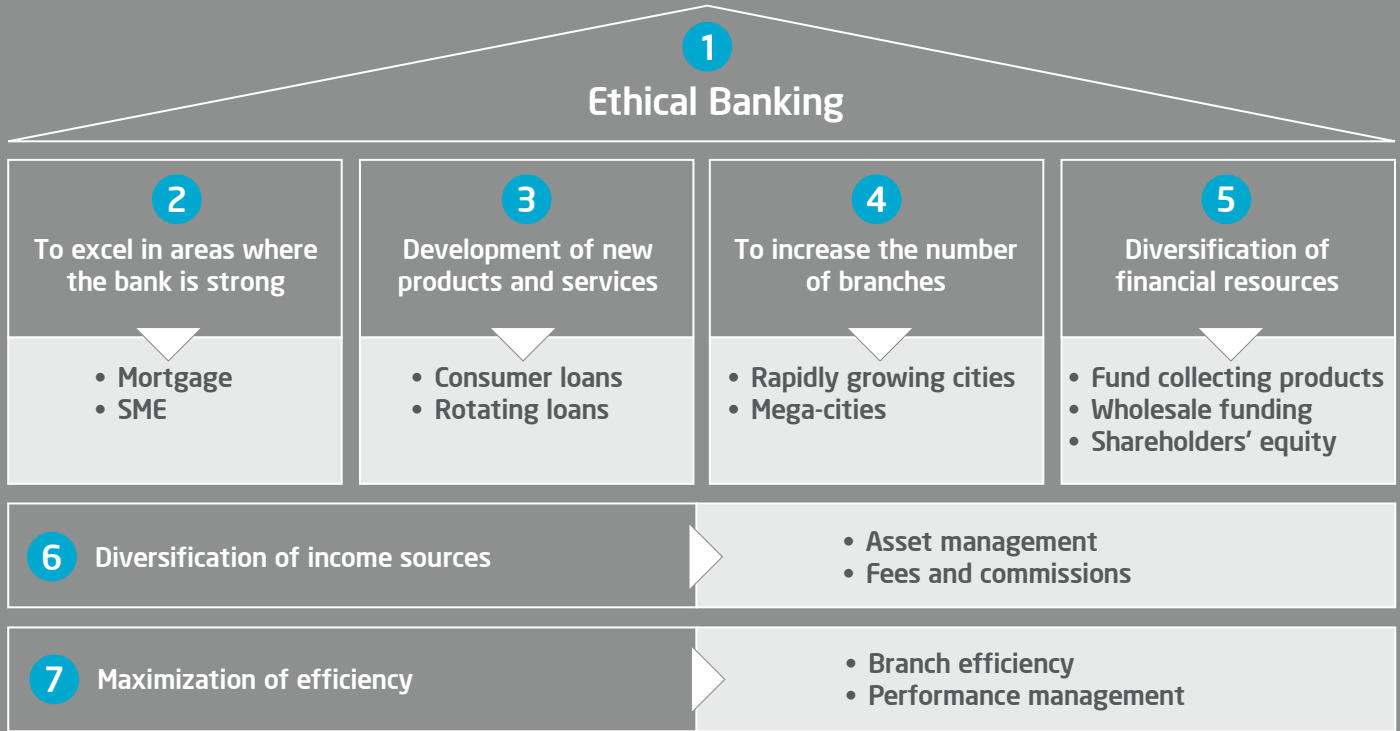 1
Ethical Banking
2
To excel in areas where
the bank is strong
• Mortgage
• SME
3
Development of new
products and services
• Consumer loans
• Rotating loans
4
To increase the number
of branches
• Rapidly growing cities
• Mega-cities
5
Diversification of
financial resources
• Fund collecting products
• Wholesale funding
• Shareholders’ equity
6 Diversification of income sources
• Asset management
• Fees and commissions
7 Maximization of efficiency
• Branch efficiency
• Performance management